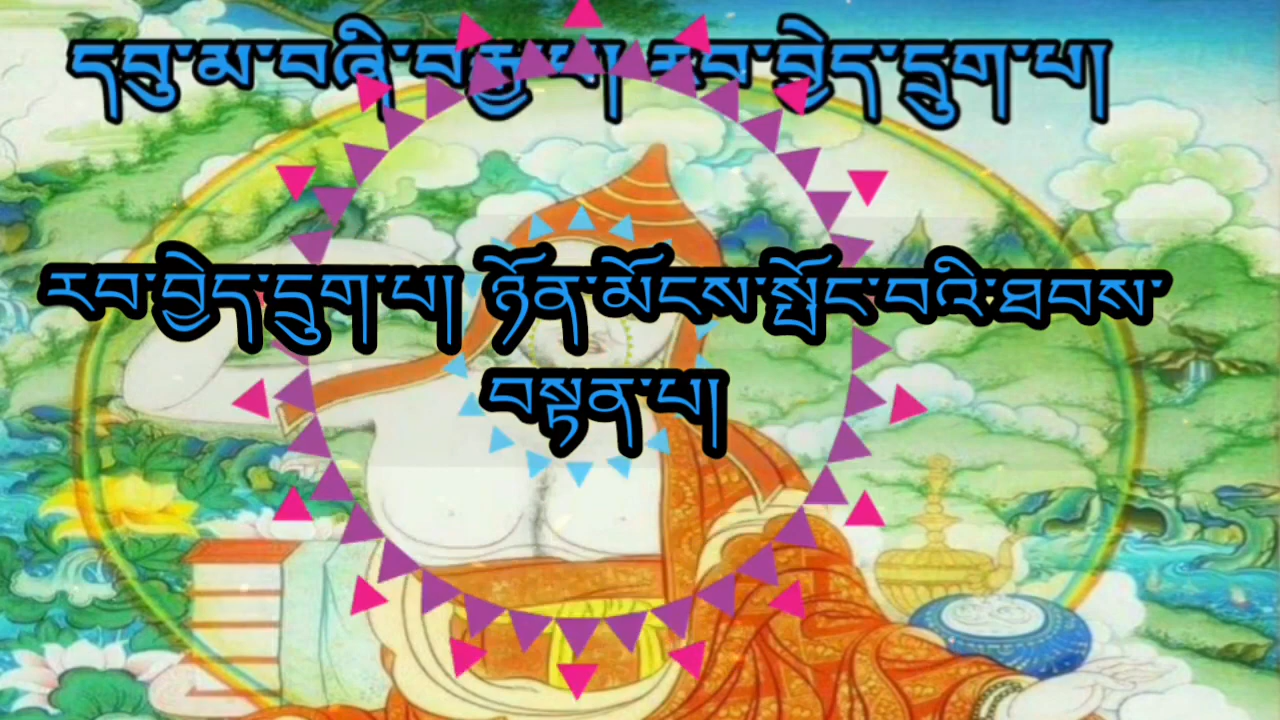 དབུ་མ་བཞི་བརྒྱ་པ། རབ་བྱེད་དྲུག་པ།
རབ་བྱེད་དྲུག་པ། ཉོན་མོངས་སྤོང་བའི་ཐབས་
བསྟན་པ།